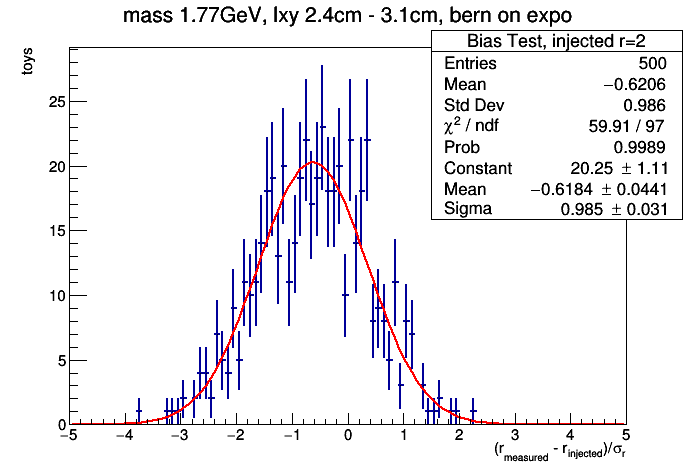 mass 1.77GeV, lxy 2.4cm - 3.1cm, bern on expo
Bias Test, injected r=2
Entries 500
Mean −0.6206
Std Dev 0.986
χ² / ndf 59.91 / 97
Prob 0.9989
Constant 20.25 ± 1.11
Mean −0.6184 ± 0.0441
Sigma 0.985 ± 0.031
toys
25
20
15
10
5
0
−5 −4 −3 −2 −1 0 1 2 3 4 5
(r_measured - r_injected)/σ_r